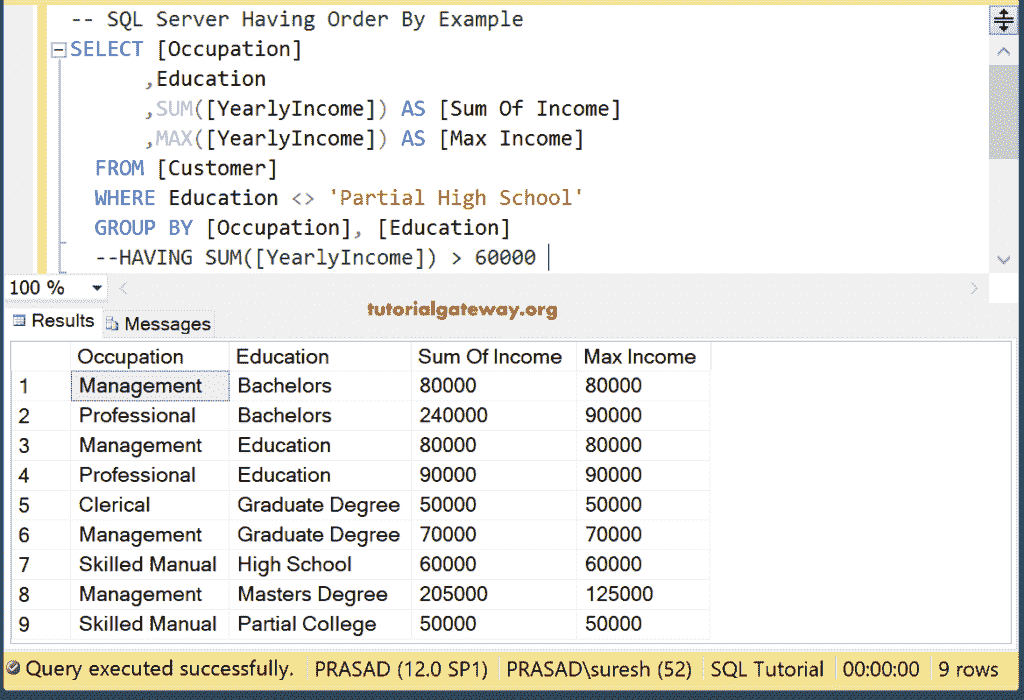 -- SQL Server Having Order By Example
SELECT [Occupation]
,Education
,SUM([YearlyIncome]) AS [Sum Of Income]
,MAX([YearlyIncome]) AS [Max Income]
FROM [Customer]
WHERE Education <> 'Partial High School'
GROUP BY [Occupation], [Education]
--HAVING SUM([YearlyIncome]) > 60000
100 %
tutorialgateway.org
Results Messages
Occupation Education Sum Of Income Max Income
1 Management Bachelors 80000 80000
2 Professional Bachelors 240000 90000
3 Management Education 80000 80000
4 Professional Education 90000 90000
5 Clerical Graduate Degree 50000 50000
6 Management Graduate Degree 70000 70000
7 Skilled Manual High School 60000 60000
8 Management Masters Degree 205000 125000
9 Skilled Manual Partial College 50000 50000
Query executed successfully. PRASAD (12.0 SP1) PRASAD\suresh (52) SQL Tutorial 00:00:00 9 rows